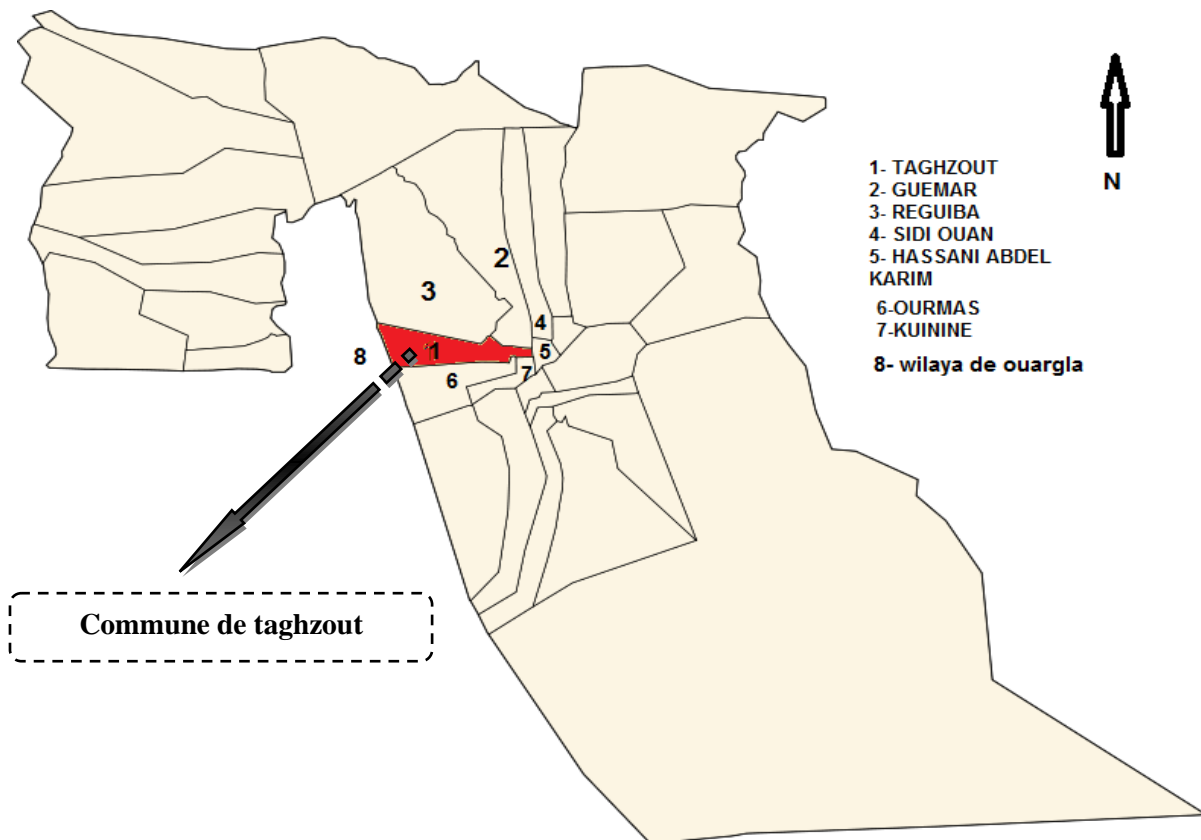 N
1- TAGHZOUT
2- GUEMAR
3- REGUIBA
4- SIDI OUAN
5- HASSANI ABDEL
KARIM
6-OURMAS
7-KUININE
8- wilaya de ouargla
2
3
4
1
5
8
6
7
Commune de taghzout